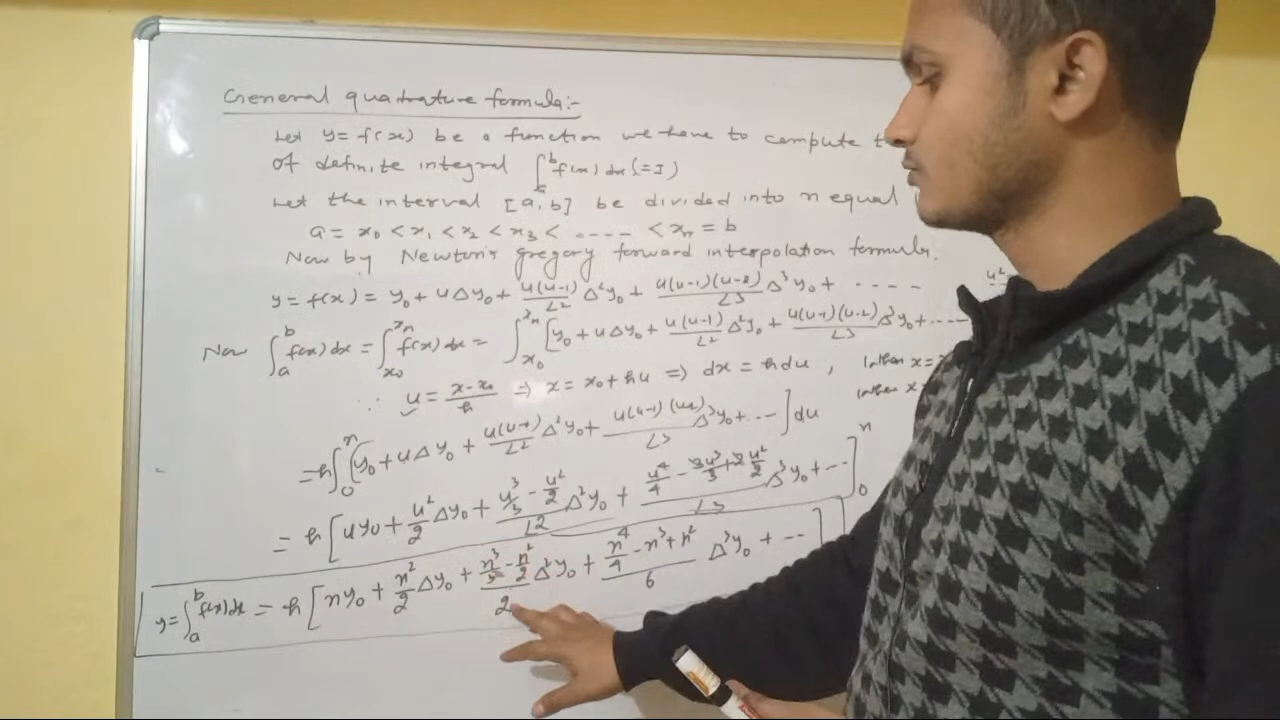 General quadrature formula:-
Let y = f(x) be a function we have to compute
of definite integral ∫_a^b f(x) dx (= I)
Let the interval [a, b] be divided into n equal
a = x₀ < x₁ < x₂ < x₃ < ..... < xₙ = b
Now by Newton's gregory forward interpolation formula.
y = f(x) = y₀ + uΔy₀ + u(u-1)/∟2 Δ²y₀ + u(u-1)(u-2)/∟3 Δ³y₀ + - - - - -
Now ∫_a^b f(x) dx = ∫_{x₀}^{xₙ} f(x) dx = ∫_{x₀}^{xₙ} [y₀ + uΔy₀ + u(u-1)/∟2 Δ²y₀ + u(u-1)(u-2)/∟3 Δ³y₀ + - - - -
∵ u = (x-x₀)/h ⇒ x = x₀ + hu ⇒ dx = h du , when x =
when x
= h∫_0^n [y₀ + uΔy₀ + u(u-1)/∟2 Δ²y₀ + u(u-1)(u-2)/∟3 Δ³y₀ + - - -] du
= h[uy₀ + u²/2 Δy₀ + (u³/3 - u²/2)/∟2 Δ²y₀ + (u⁴/4 - 3u³/3 + 2u²/2)/∟3 Δ³y₀ + - - -]_0^n
y = ∫_a^b f(x) dx = h[ny₀ + n²/2 Δy₀ + (n³/3 - n²/2)/2 Δ²y₀ + (n⁴/4 - n³ + n²)/6 Δ³y₀ + - - -]